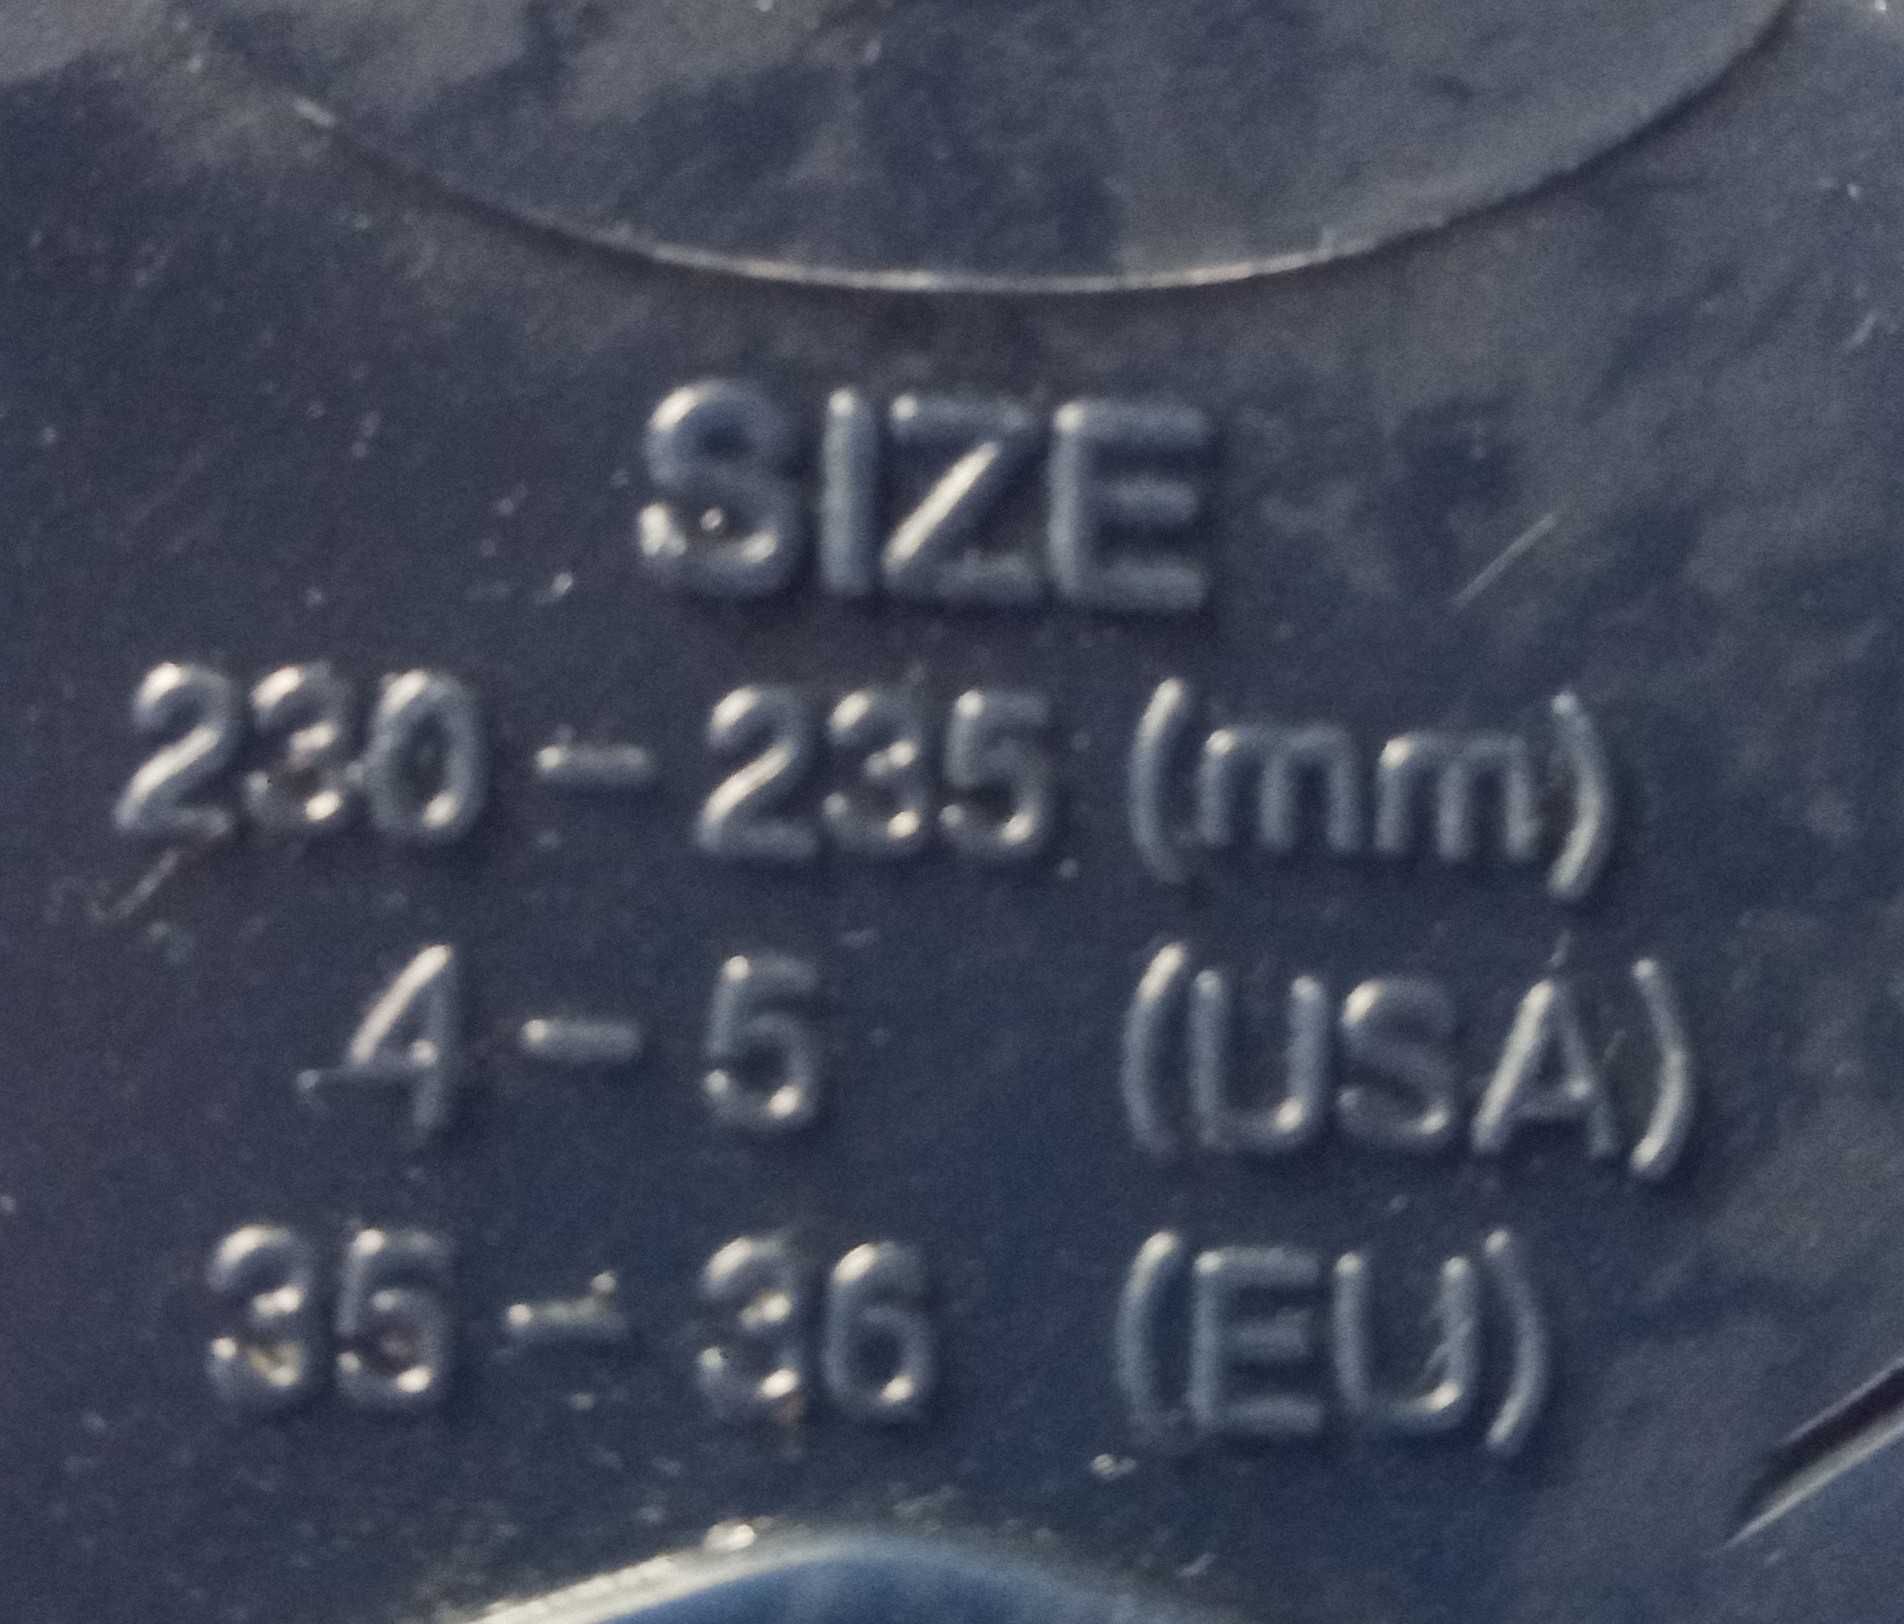 SIZE
230 - 235 (mm)
4 - 5 (USA)
35 - 36 (EU)